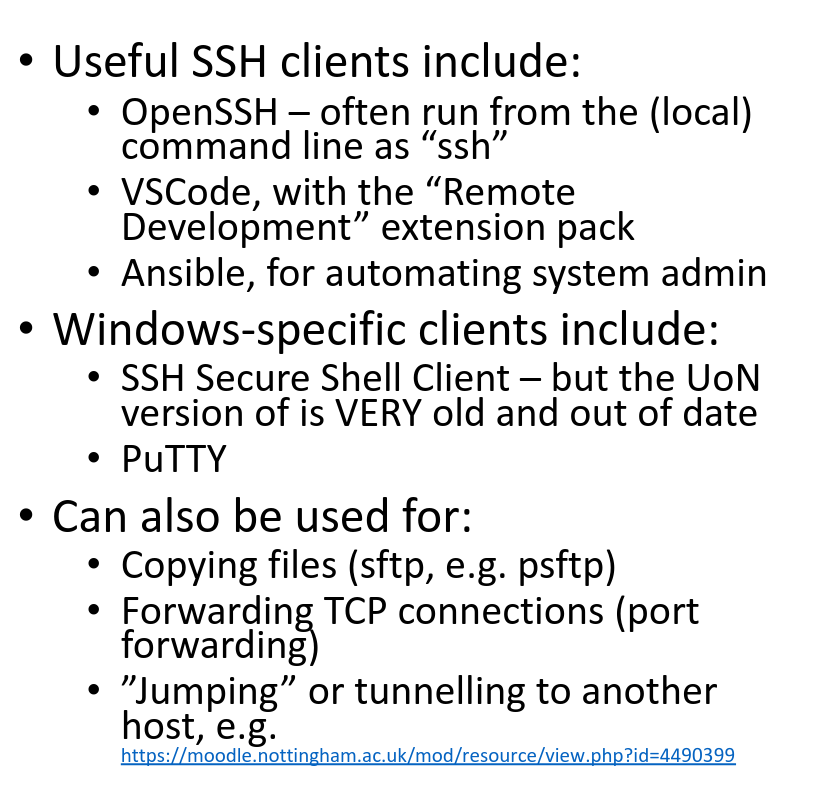 • Useful SSH clients include:
• OpenSSH – often run from the (local)
command line as “ssh”
• VSCode, with the “Remote
Development” extension pack
• Ansible, for automating system admin
• Windows-specific clients include:
• SSH Secure Shell Client – but the UoN
version of is VERY old and out of date
• PuTTY
• Can also be used for:
• Copying files (sftp, e.g. psftp)
• Forwarding TCP connections (port
forwarding)
• ”Jumping” or tunnelling to another
host, e.g.
https://moodle.nottingham.ac.uk/mod/resource/view.php?id=4490399